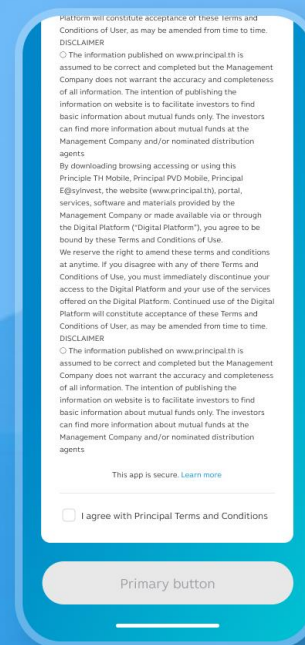 Platform will constitute acceptance of these Terms and
Conditions of User, as may be amended from time to time.
DISCLAIMER
○ The information published on www.principal.th is
assumed to be correct and completed but the Management
Company does not warrant the accuracy and completeness
of all information. The intention of publishing the
information on website is to facilitate investors to find
basic information about mutual funds only. The investors
can find more information about mutual funds at the
Management Company and/or nominated distribution
agents
By downloading browsing accessing or using this
Principle TH Mobile, Principal PVD Mobile, Principal
E@syInvest, the website (www.principal.th), portal,
services, software and materials provided by the
Management Company or made available via or through
the Digital Platform (“Digital Platform”), you agree to be
bound by these Terms and Conditions of Use.
We reserve the right to amend these terms and conditions
at anytime. If you disagree with any of there Terms and
Conditions of Use, you must immediately discontinue your
access to the Digital Platform and your use of the services
offered on the Digital Platform. Continued use of the Digital
Platform will constitute acceptance of these Terms and
Conditions of User, as may be amended from time to time.
DISCLAIMER
○ The information published on www.principal.th is
assumed to be correct and completed but the Management
Company does not warrant the accuracy and completeness
of all information. The intention of publishing the
information on website is to facilitate investors to find
basic information about mutual funds only. The investors
can find more information about mutual funds at the
Management Company and/or nominated distribution
agents
This app is secure. Learn more
I agree with Principal Terms and Conditions
Primary button